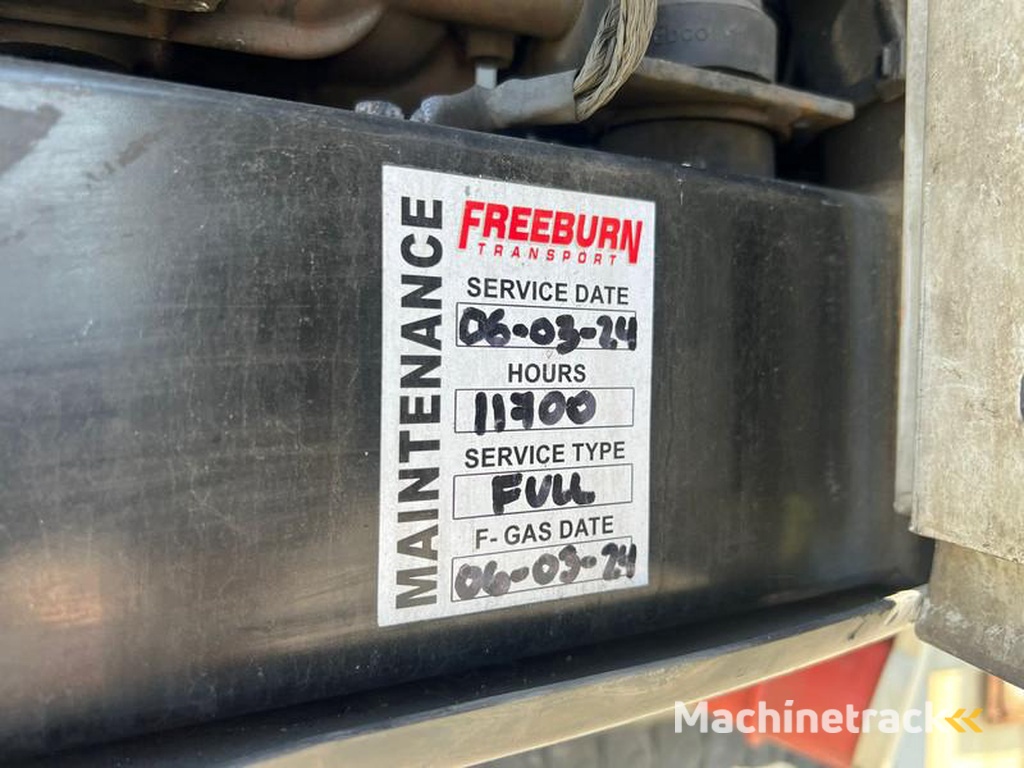 MAINTENANCE
FREEBURN
TRANSPORT
SERVICE DATE
06-03-24
HOURS
11700
SERVICE TYPE
FULL
F- GAS DATE
06-03-24
Machinetrack